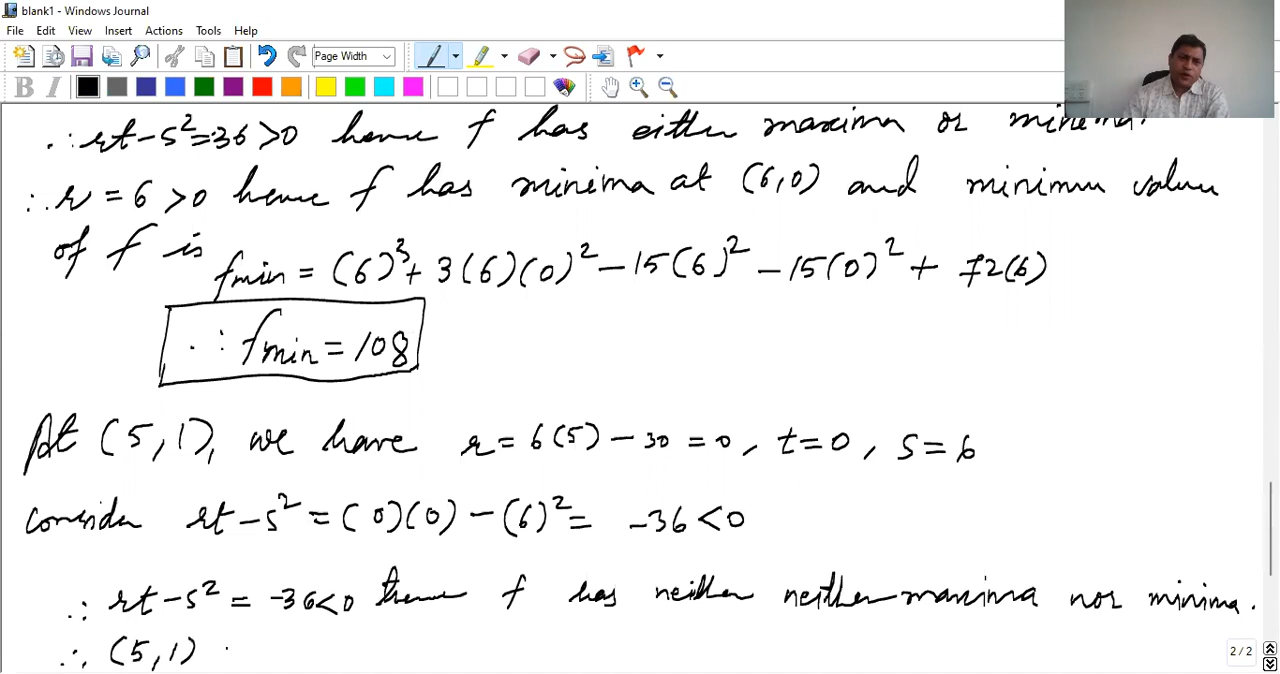 blank1 - Windows Journal
File Edit View Insert Actions Tools Help
Page Width
B I
∴ rt-s²=36>0 hence f has either maxima or minima.
∴ r=6>0 hence f has minima at (6,0) and minimum value
of f is
fmin = (6)³+3(6)(0)²-15(6)²-15(0)²+72(6)
∴ fmin=108
At (5,1), we have r=6(5)-30=0, t=0, s=6
consider rt-s²=(0)(0)-(6)²= -36<0
∴ rt-s²=-36<0 hence f has neither neither maxima nor minima.
∴ (5,1)
2 / 2